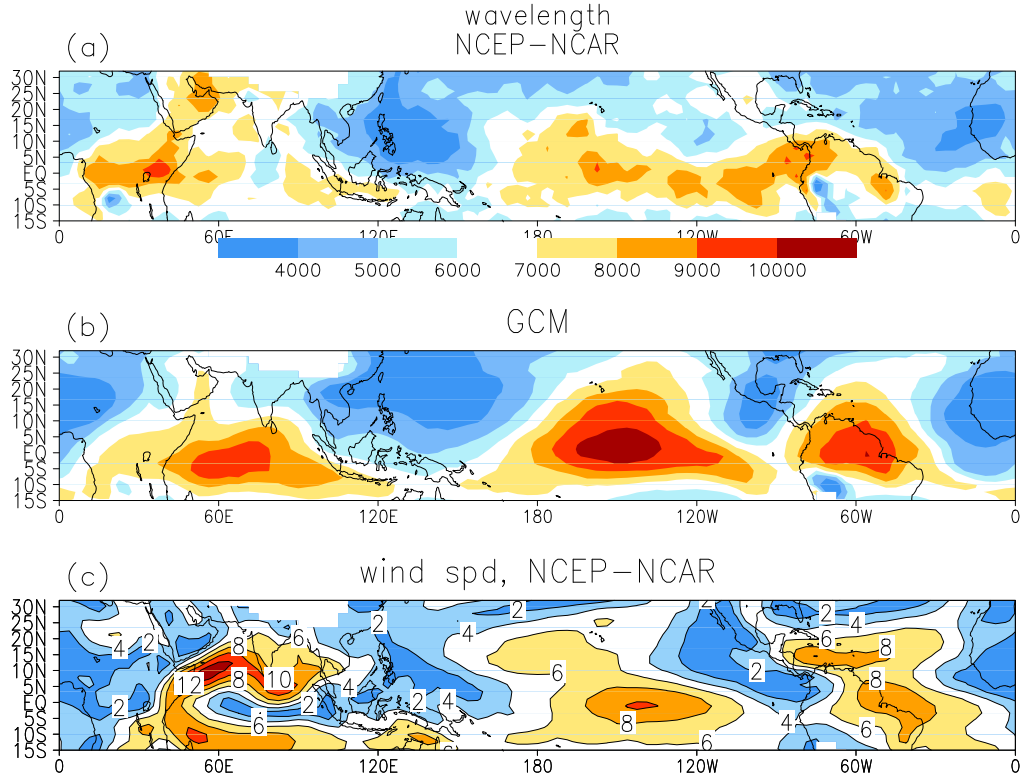 wavelength
(a) NCEP−NCAR
30N
25N
20N
15N
10N
5N
EQ
5S
10S
15S
0 60E 120E 180 120W 60W 0
4000 5000 6000 7000 8000 9000 10000
(b) GCM
30N
25N
20N
15N
10N
5N
EQ
5S
10S
15S
0 60E 120E 180 120W 60W 0
(c) wind spd, NCEP−NCAR
30N
25N
20N
15N
10N
5N
EQ
5S
10S
15S
2 2 2 2
4 2 8 6 2 4 4 6
12 8 10 4 6 2 8 8
2 6 2 2 4 8 4 6
6 6
0 60E 120E 180 120W 60W 0